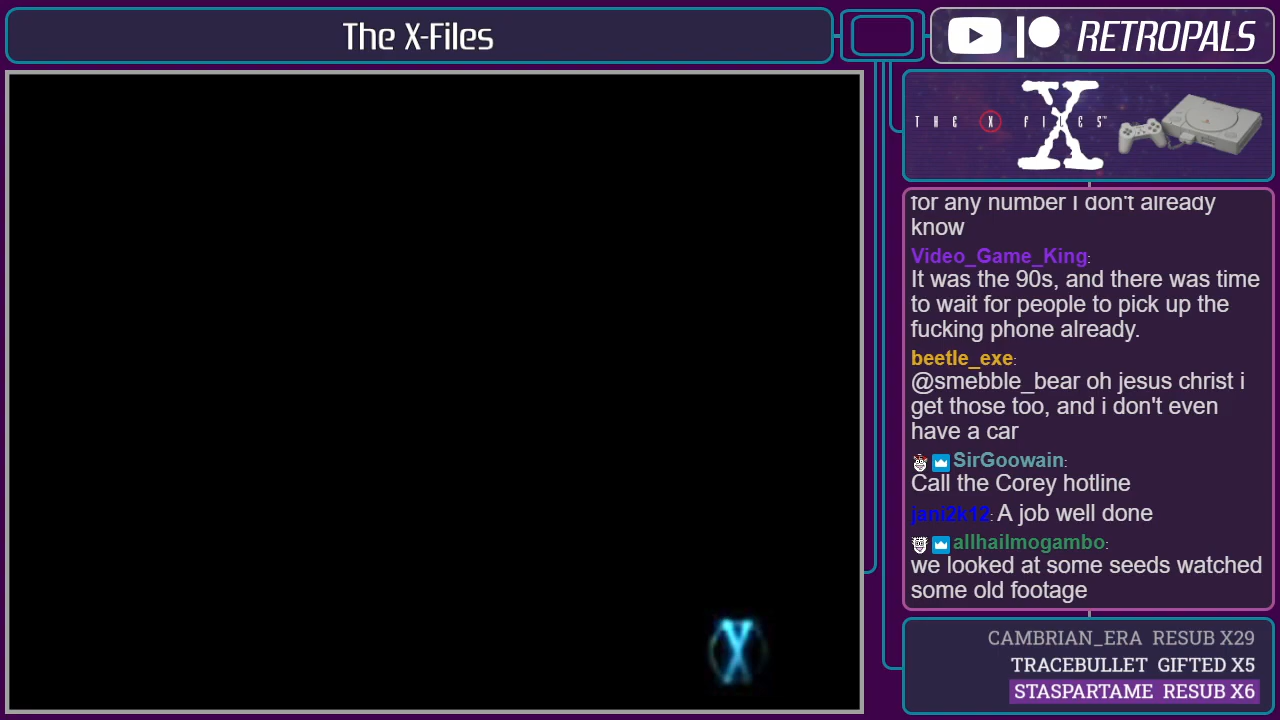 The X-Files
RETROPALS
THE X FILES™
X
for any number I don't already
know
Video_Game_King:
It was the 90s, and there was time
to wait for people to pick up the
fucking phone already.
beetle_exe:
@smebble_bear oh jesus christ i
get those too, and i don't even
have a car
SirGoowain:
Call the Corey hotline
jani2k12: A job well done
allhailmogambo:
we looked at some seeds watched
some old footage
X
CAMBRIAN_ERA RESUB X29
TRACEBULLET GIFTED X5
STASPARTAME RESUB X6